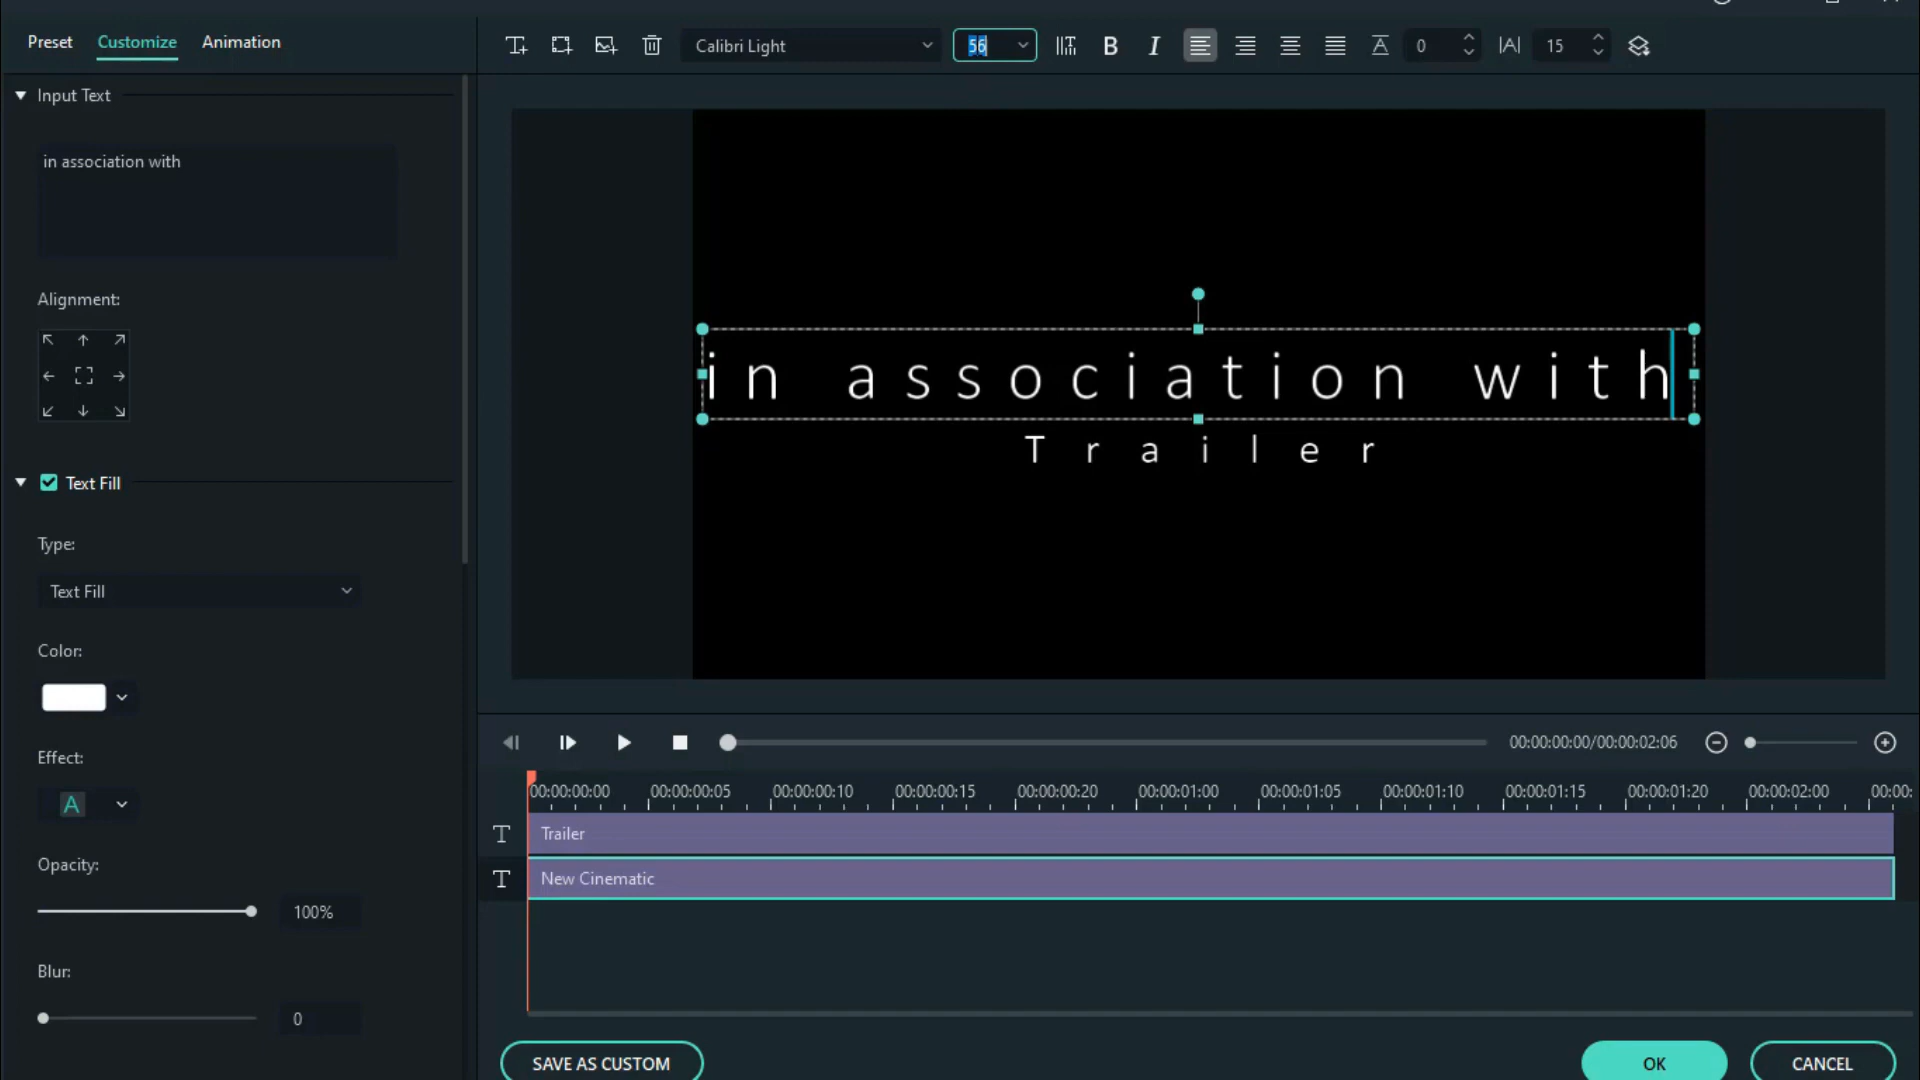 Preset Customize Animation
Calibri Light 56 B I 0 15
Input Text
in association with
Alignment:
Text Fill
Type:
Text Fill
Color:
Effect:
A
Opacity:
100%
Blur:
0
in association with
Trailer
00:00:00:00/00:00:02:06
00:00:00:00 00:00:00:05 00:00:00:10 00:00:00:15 00:00:00:20 00:00:01:00 00:00:01:05 00:00:01:10 00:00:01:15 00:00:01:20 00:00:02:00 00:00:
T Trailer
T New Cinematic
SAVE AS CUSTOM OK CANCEL